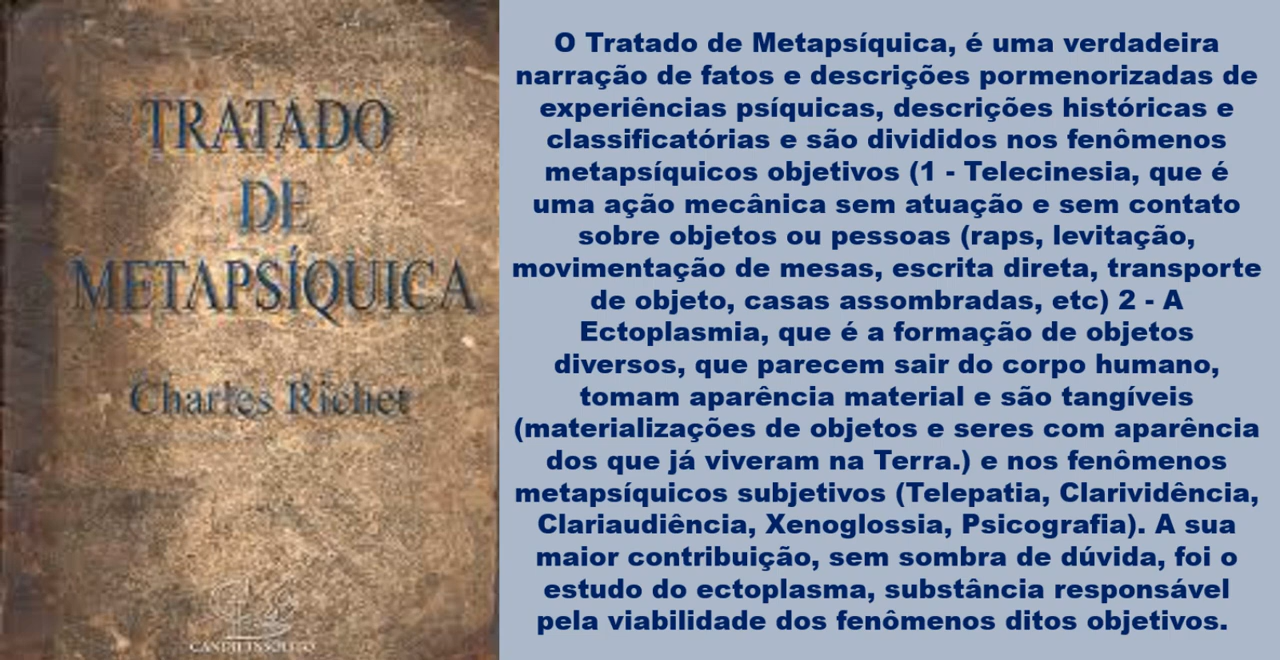 TRATADO
DE
METAPSÍQUICA
Charles Richet
O Tratado de Metapsíquica, é uma verdadeira
narração de fatos e descrições pormenorizadas de
experiências psíquicas, descrições históricas e
classificatórias e são divididos nos fenômenos
metapsíquicos objetivos (1 - Telecinesia, que é
uma ação mecânica sem atuação e sem contato
sobre objetos ou pessoas (raps, levitação,
movimentação de mesas, escrita direta, transporte
de objeto, casas assombradas, etc) 2 - A
Ectoplasmia, que é a formação de objetos
diversos, que parecem sair do corpo humano,
tomam aparência material e são tangíveis
(materializações de objetos e seres com aparência
dos que já viveram na Terra.) e nos fenômenos
metapsíquicos subjetivos (Telepatia, Clarividência,
Clariaudiência, Xenoglossia, Psicografia). A sua
maior contribuição, sem sombra de dúvida, foi o
estudo do ectoplasma, substância responsável
pela viabilidade dos fenômenos ditos objetivos.